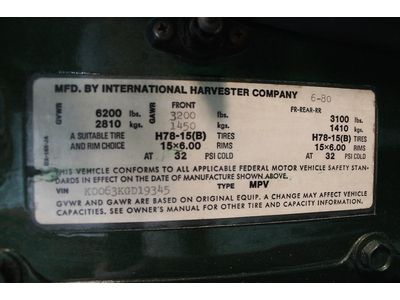 MFD. BY INTERNATIONAL HARVESTER COMPANY 6-80
GVWR 6200 lbs. GAWR FRONT 3200 lbs. FR-REAR-RR 3100 lbs.
2810 kgs. 1450 kgs. 1410 kgs.
A SUITABLE TIRE H78-15(B) TIRES H78-15(B) TIRES
AND RIM CHOICE 15×6.00 RIMS 15×6.00 RIMS
AT 32 PSI COLD AT 32 PSI COLD
THIS VEHICLE CONFORMS TO ALL APPLICABLE FEDERAL MOTOR VEHICLE SAFETY STAN-
DARDS IN EFFECT ON THE DATE OF MANUFACTURE SHOWN ABOVE.
VIN K0063KGD19345 TYPE MPV
GVWR AND GAWR ARE BASED ON ORIGINAL EQUIP. A CHANGE MAY AFFECT VEHICLE
CAPACITIES. SEE OWNER'S MANUAL FOR OTHER TIRE AND CAPACITY INFORMATION.